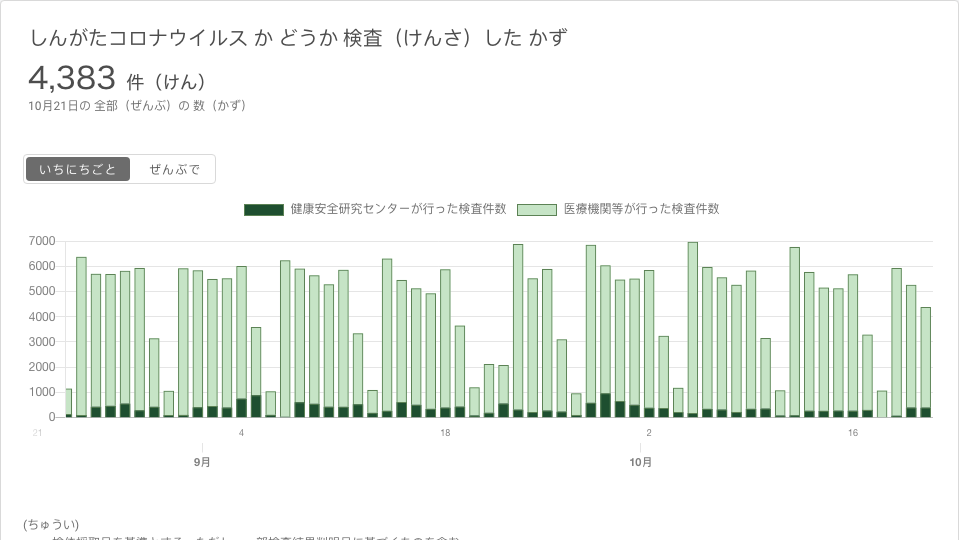 しんがたコロナウイルス か どうか 検査（けんさ）した かず
4,383 件（けん）
10月21日の 全部（ぜんぶ）の 数（かず）
いちにちごと ぜんぶで
健康安全研究センターが行った検査件数 医療機関等が行った検査件数
7000
6000
5000
4000
3000
2000
1000
0
21 4 18 2 16
9月 10月
(ちゅうい)